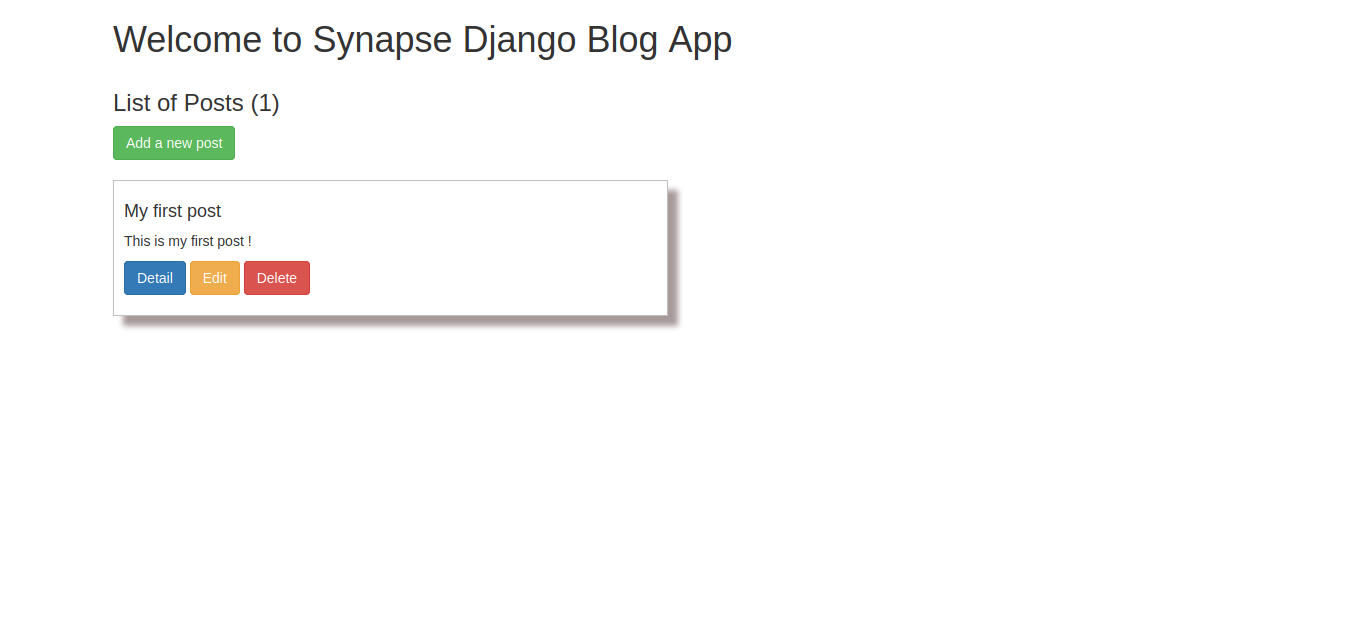 Welcome to Synapse Django Blog App
List of Posts (1)
Add a new post
My first post
This is my first post !
Detail Edit Delete